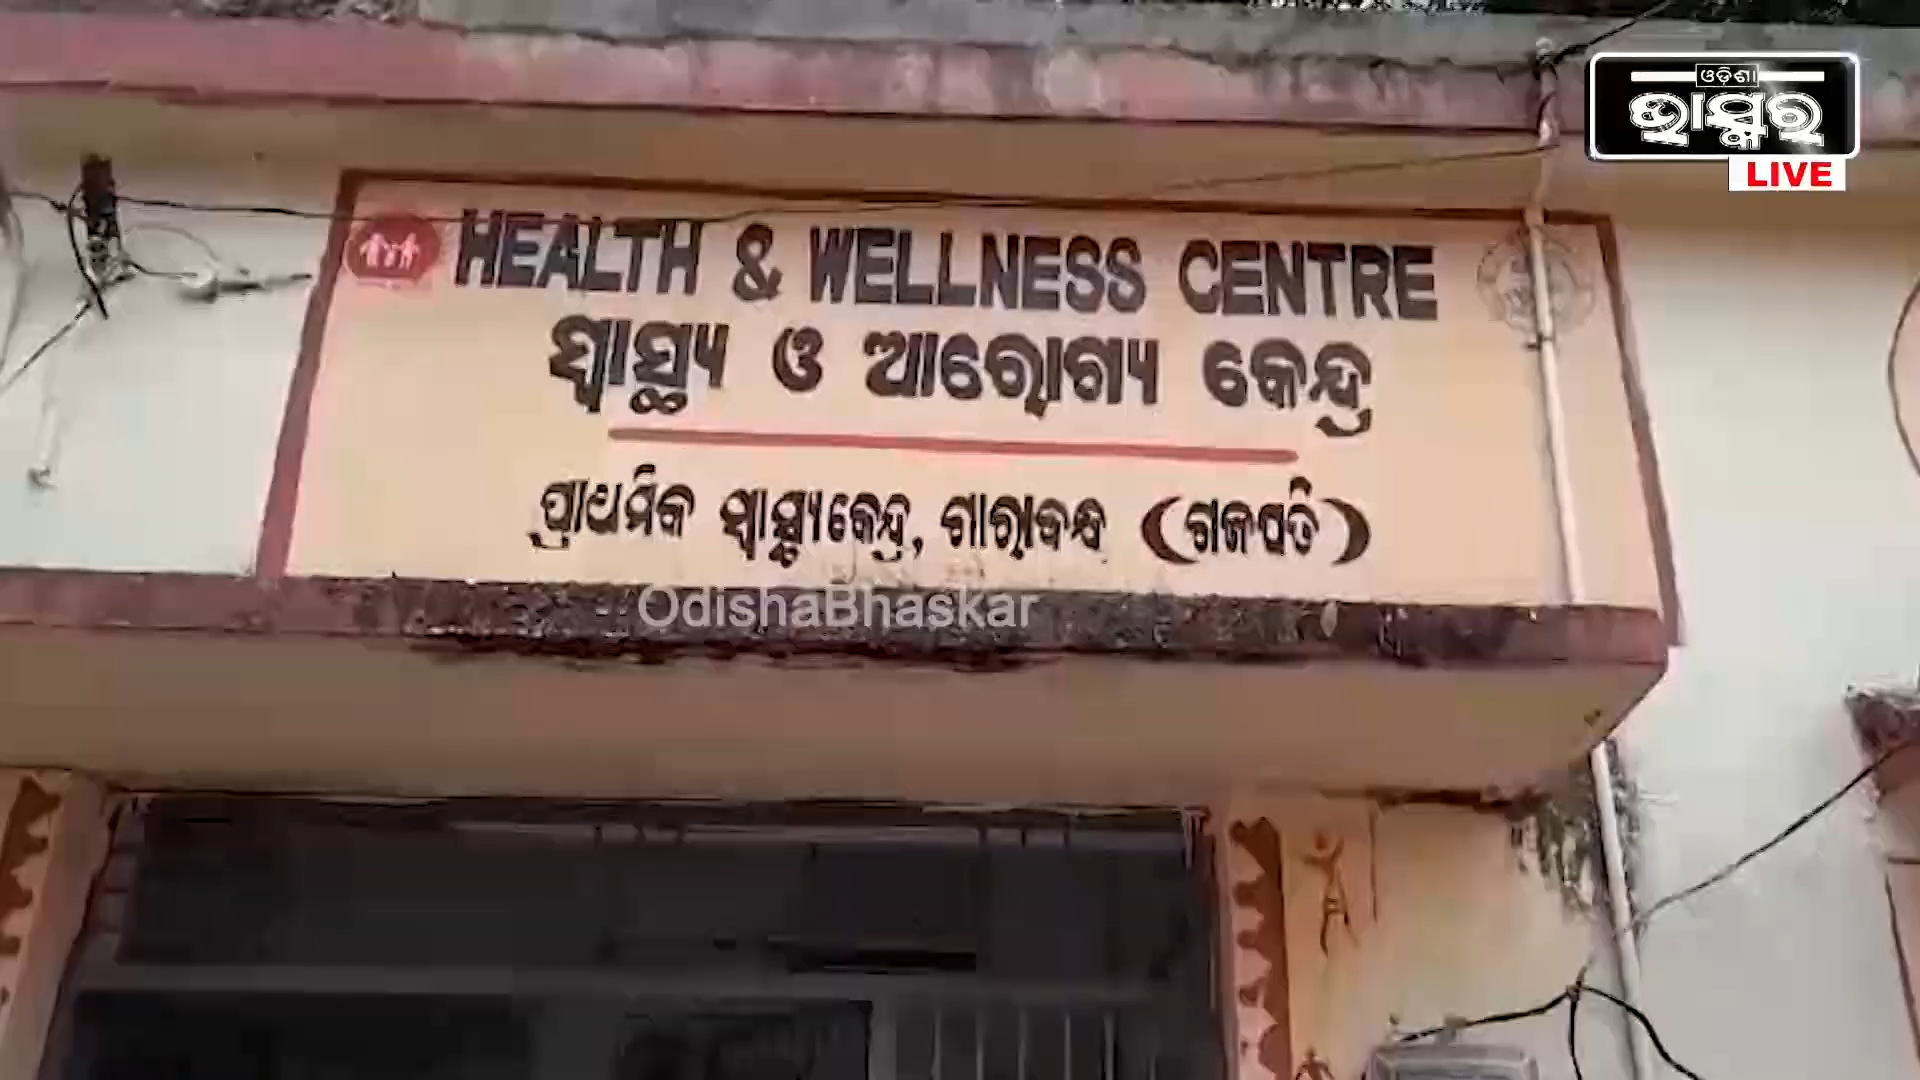 ଓଡ଼ିଶା
ଭାସ୍କର
LIVE
HEALTH & WELLNESS CENTRE
ସ୍ୱାସ୍ଥ୍ୟ ଓ ଆରୋଗ୍ୟ କେନ୍ଦ୍ର
ପ୍ରାଥମିକ ସ୍ୱାସ୍ଥ୍ୟକେନ୍ଦ୍ର, ଗାରାବନ୍ଧ (ଗଜପତି)
OdishaBhaskar